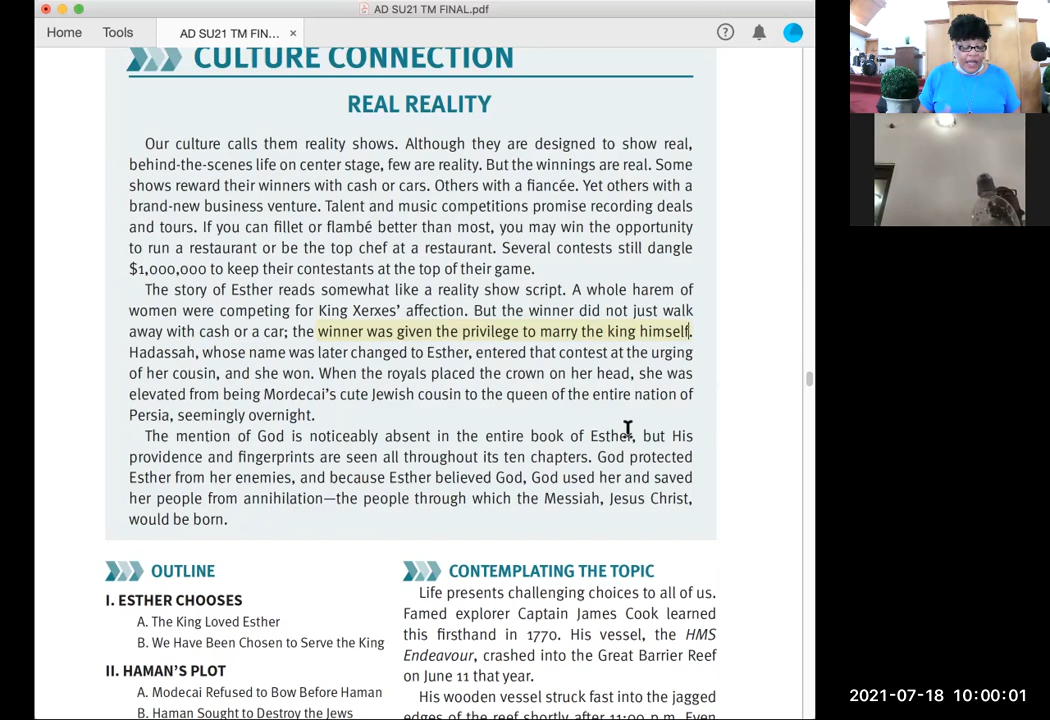 AD SU21 TM FINAL.pdf
Home
Tools
AD SU21 TM FIN...
×
?
CULTURE CONNECTION
REAL REALITY
Our culture calls them reality shows. Although they are designed to show real,
behind-the-scenes life on center stage, few are reality. But the winnings are real. Some
shows reward their winners with cash or cars. Others with a fiancée. Yet others with a
brand-new business venture. Talent and music competitions promise recording deals
and tours. If you can fillet or flambé better than most, you may win the opportunity
to run a restaurant or be the top chef at a restaurant. Several contests still dangle
$1,000,000 to keep their contestants at the top of their game.
The story of Esther reads somewhat like a reality show script. A whole harem of
women were competing for King Xerxes' affection. But the winner did not just walk
away with cash or a car; the winner was given the privilege to marry the king himself.
Hadassah, whose name was later changed to Esther, entered that contest at the urging
of her cousin, and she won. When the royals placed the crown on her head, she was
elevated from being Mordecai's cute Jewish cousin to the queen of the entire nation of
Persia, seemingly overnight.
The mention of God is noticeably absent in the entire book of Esther, but His
providence and fingerprints are seen all throughout its ten chapters. God protected
Esther from her enemies, and because Esther believed God, God used her and saved
her people from annihilation—the people through which the Messiah, Jesus Christ,
would be born.
OUTLINE
I. ESTHER CHOOSES
A. The King Loved Esther
B. We Have Been Chosen to Serve the King
II. HAMAN'S PLOT
A. Modecai Refused to Bow Before Haman
B. Haman Sought to Destroy the Jews
CONTEMPLATING THE TOPIC
Life presents challenging choices to all of us.
Famed explorer Captain James Cook learned
this firsthand in 1770. His vessel, the HMS
Endeavour, crashed into the Great Barrier Reef
on June 11 that year.
His wooden vessel struck fast into the jagged
edges of the reef shortly after 11:00 p.m. Even
2021-07-18 10:00:01